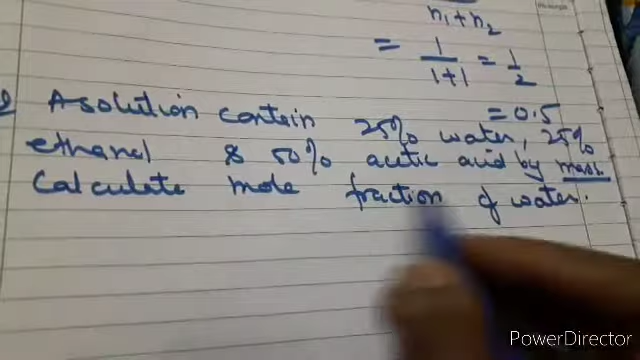 n₁+n₂
= 1/1+1 = 1/2
= 0.5
Q A solution contain 25% water, 25%
ethanol & 50% acetic acid by mass.
Calculate mole fraction of water.
PowerDirector